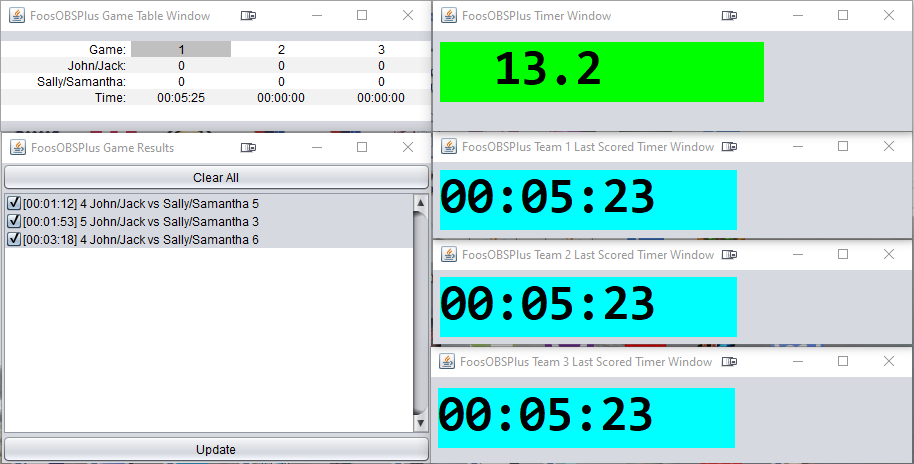 FoosOBSPlus Game Table Window
Game: 1 2 3
John/Jack: 0 0 0
Sally/Samantha: 0 0 0
Time: 00:05:25 00:00:00 00:00:00
FoosOBSPlus Game Results
Clear All
[00:01:12] 4 John/Jack vs Sally/Samantha 5
[00:01:53] 5 John/Jack vs Sally/Samantha 3
[00:03:18] 4 John/Jack vs Sally/Samantha 6
Update
FoosOBSPlus Timer Window
13.2
FoosOBSPlus Team 1 Last Scored Timer Window
00:05:23
FoosOBSPlus Team 2 Last Scored Timer Window
00:05:23
FoosOBSPlus Team 3 Last Scored Timer Window
00:05:23